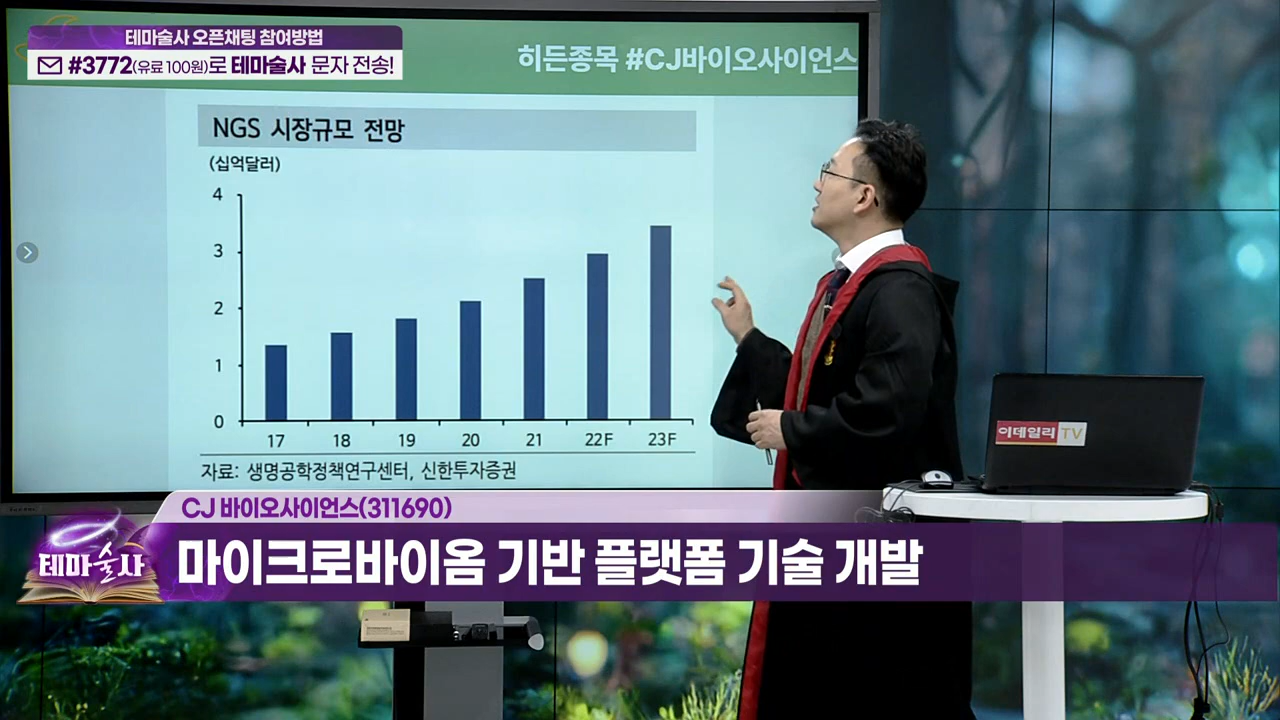 테마술사 오픈채팅 참여방법
#3772(유료 100원)로 테마술사 문자 전송!
히든종목 #CJ바이오사이언스
NGS 시장규모 전망
(십억달러)
4
3
2
1
0
17 18 19 20 21 22F 23F
자료: 생명공학정책연구센터, 신한투자증권
이데일리 TV
CJ 바이오사이언스(311690)
테마술사
마이크로바이옴 기반 플랫폼 기술 개발